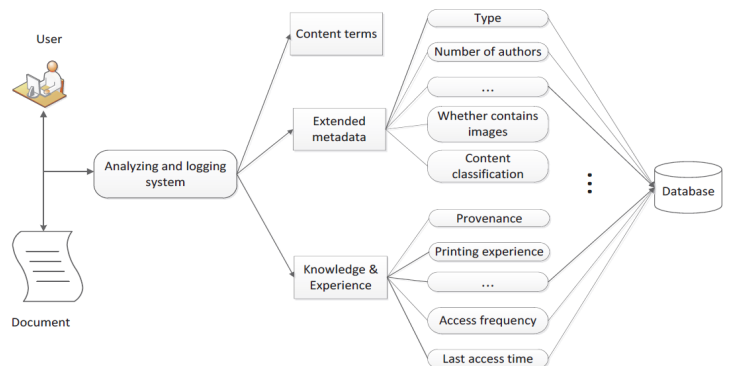 User
Document
Analyzing and logging
system
Content terms
Extended
metadata
Knowledge &
Experience
Type
Number of authors
...
Whether contains
images
Content
classification
Provenance
Printing experience
...
Access frequency
Last access time
Database